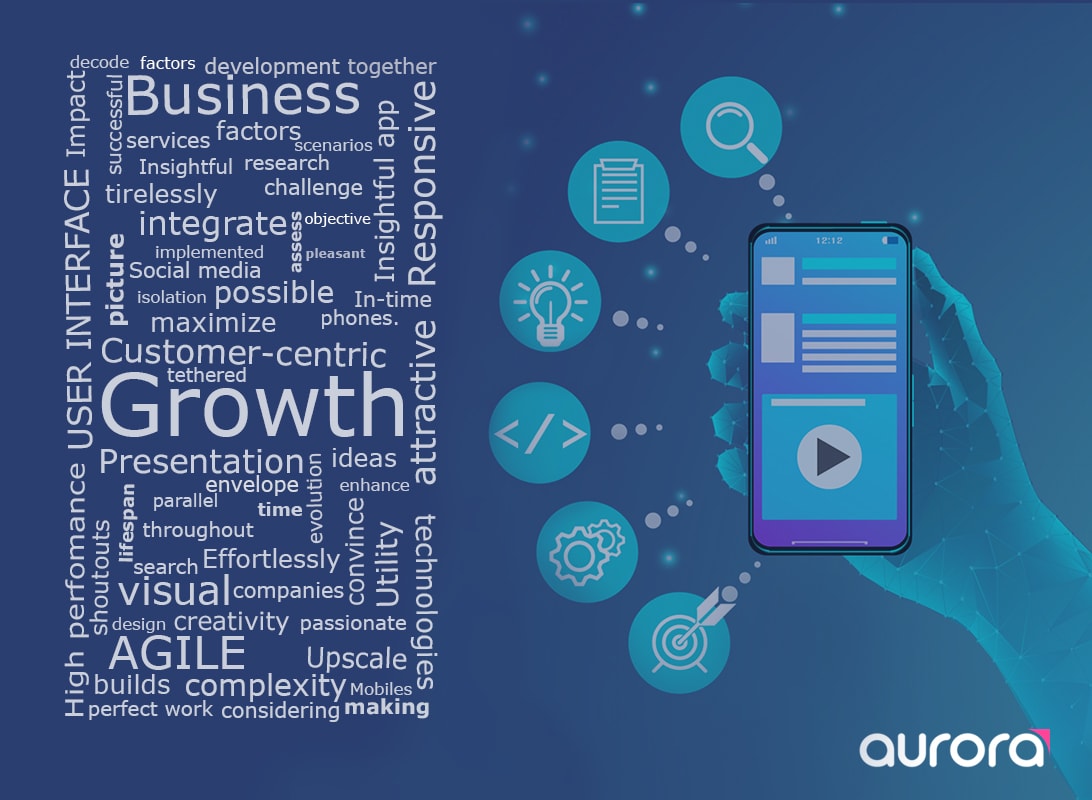 decode factors development together
Business
services factors
scenarios
Insightful research
tirelessly challenge
integrate objective
implemented pleasant
Social media
isolation possible In-time
maximize phones.
Customer-centric
tethered
Growth
Presentation ideas
envelope enhance
parallel time
throughout
search Effortlessly
visual companies
design creativity passionate
AGILE Upscale
builds complexity Mobiles
perfect work considering making
Impact
USER INTERFACE
High perfomance
successful
picture
assess
Insightful app
Responsive
attractive
technologies
evolution
lifespan
shoutouts
convince
Utility
12:12
</>
aurora